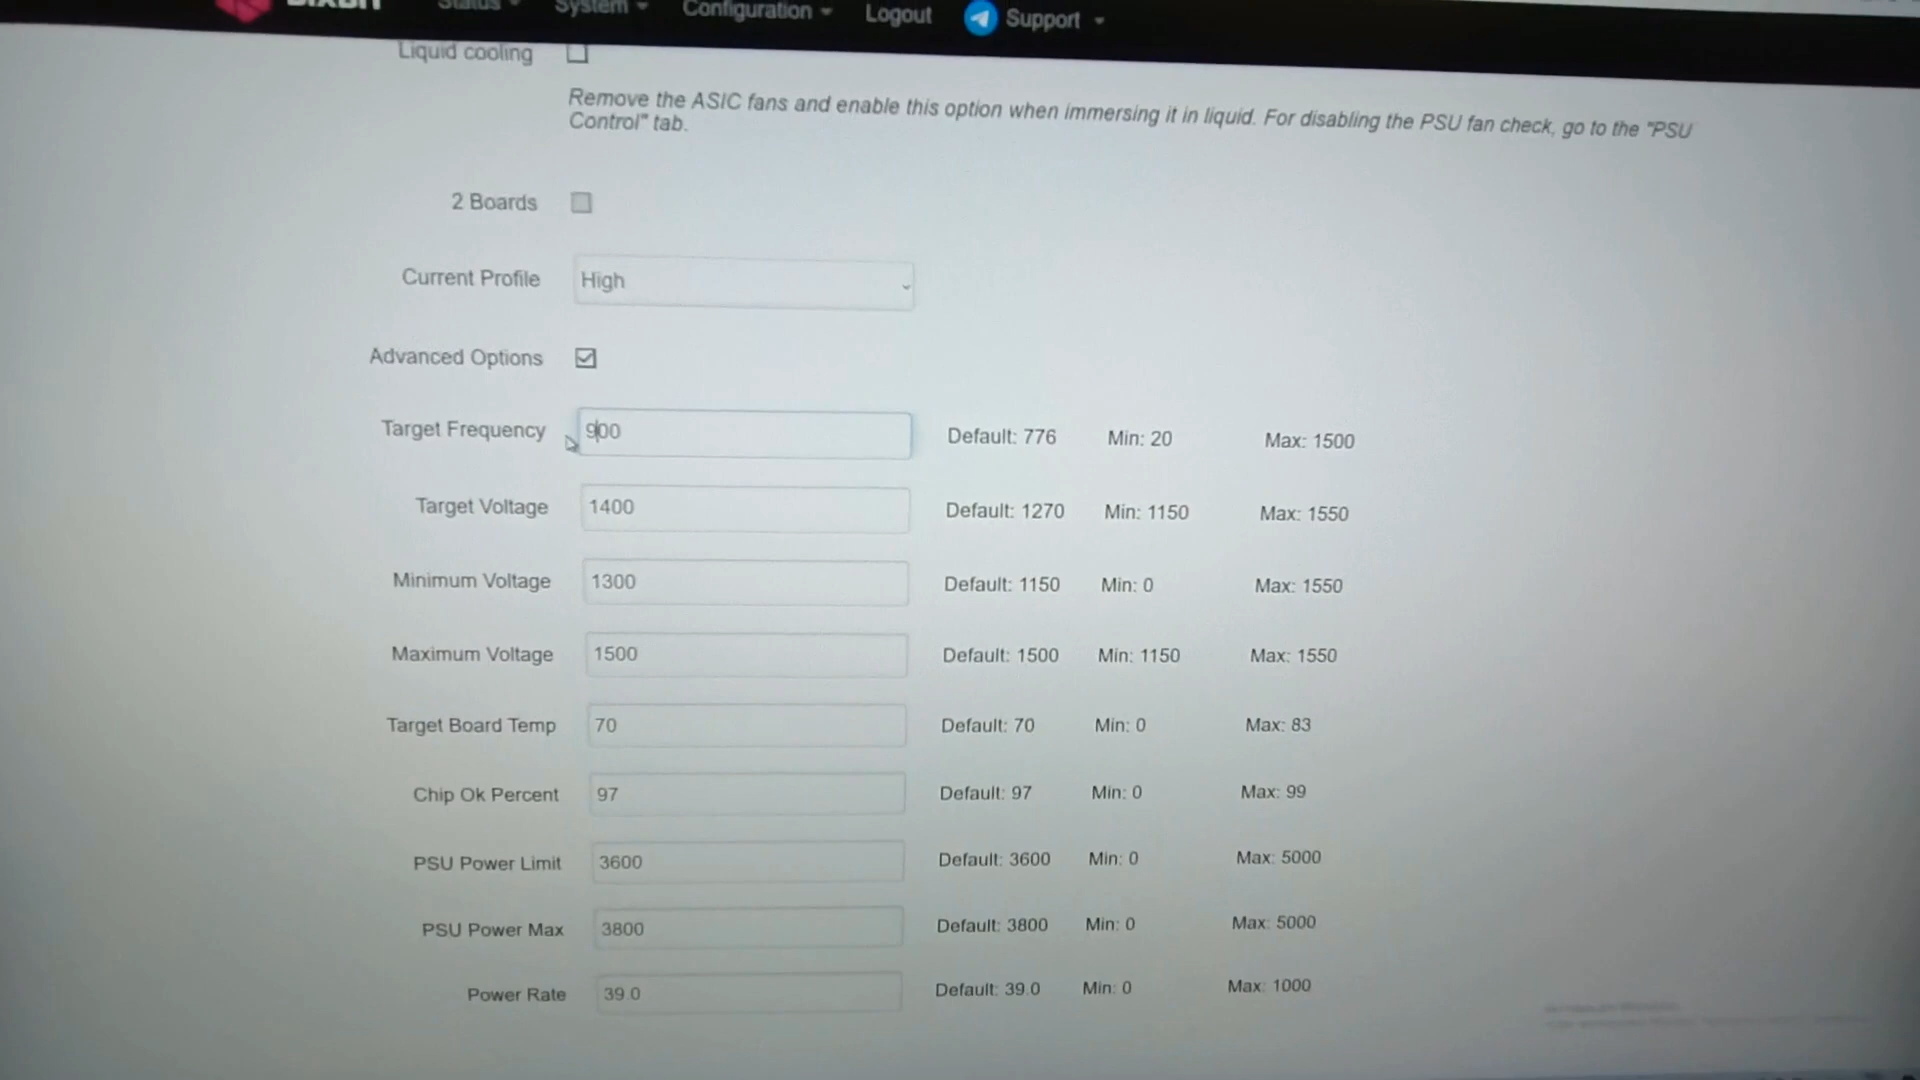 Status System Configuration Logout Support
Liquid cooling
Remove the ASIC fans and enable this option when immersing it in liquid. For disabling the PSU fan check, go to the "PSU
Control" tab.
2 Boards
Current Profile High
Advanced Options
Target Frequency 900 Default: 776 Min: 20 Max: 1500
Target Voltage 1400 Default: 1270 Min: 1150 Max: 1550
Minimum Voltage 1300 Default: 1150 Min: 0 Max: 1550
Maximum Voltage 1500 Default: 1500 Min: 1150 Max: 1550
Target Board Temp 70 Default: 70 Min: 0 Max: 83
Chip Ok Percent 97 Default: 97 Min: 0 Max: 99
PSU Power Limit 3600 Default: 3600 Min: 0 Max: 5000
PSU Power Max 3800 Default: 3800 Min: 0 Max: 5000
Power Rate 39.0 Default: 39.0 Min: 0 Max: 1000